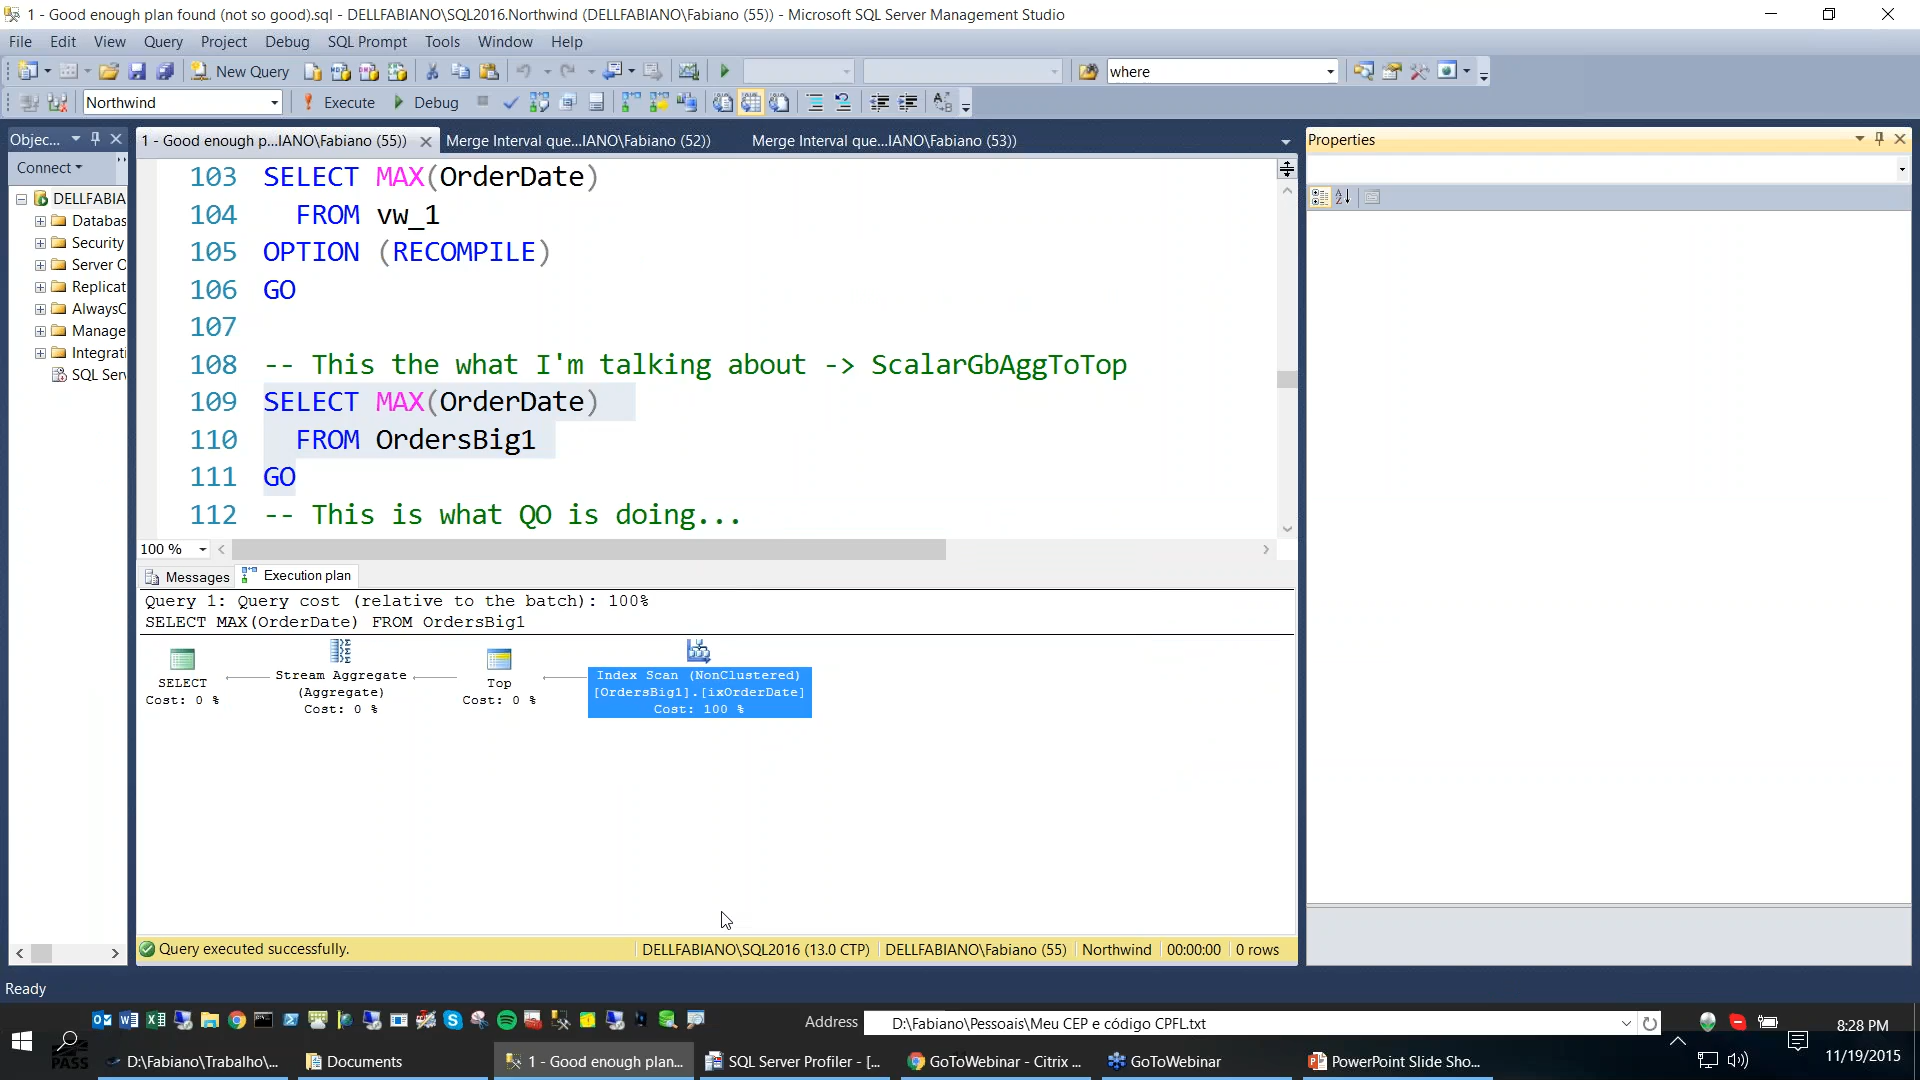 1 - Good enough plan found (not so good).sql - DELLFABIANO\SQL2016.Northwind (DELLFABIANO\Fabiano (55)) - Microsoft SQL Server Management Studio
File Edit View Query Project Debug SQL Prompt Tools Window Help
New Query where
Northwind Execute Debug
Objec... 1 - Good enough p...IANO\Fabiano (55)) Merge Interval que...IANO\Fabiano (52)) Merge Interval que...IANO\Fabiano (53)) Properties
Connect
DELLFABIA
Databas
Security
Server O
Replicat
AlwaysO
Manage
Integrati
SQL Serv
103 SELECT MAX(OrderDate)
104 FROM vw_1
105 OPTION (RECOMPILE)
106 GO
107
108 -- This the what I'm talking about -> ScalarGbAggToTop
109 SELECT MAX(OrderDate)
110 FROM OrdersBig1
111 GO
112 -- This is what QO is doing...
100 %
Messages Execution plan
Query 1: Query cost (relative to the batch): 100%
SELECT MAX(OrderDate) FROM OrdersBig1
SELECT
Cost: 0 %
Stream Aggregate
(Aggregate)
Cost: 0 %
Top
Cost: 0 %
Index Scan (NonClustered)
[OrdersBig1].[ixOrderDate]
Cost: 100 %
Query executed successfully. DELLFABIANO\SQL2016 (13.0 CTP) DELLFABIANO\Fabiano (55) Northwind 00:00:00 0 rows
Ready
Address D:\Fabiano\Pessoais\Meu CEP e código CPFL.txt
8:28 PM
PASS
D:\Fabiano\Trabalho\... Documents 1 - Good enough plan... SQL Server Profiler - [... GoToWebinar - Citrix ... GoToWebinar PowerPoint Slide Sho...
11/19/2015